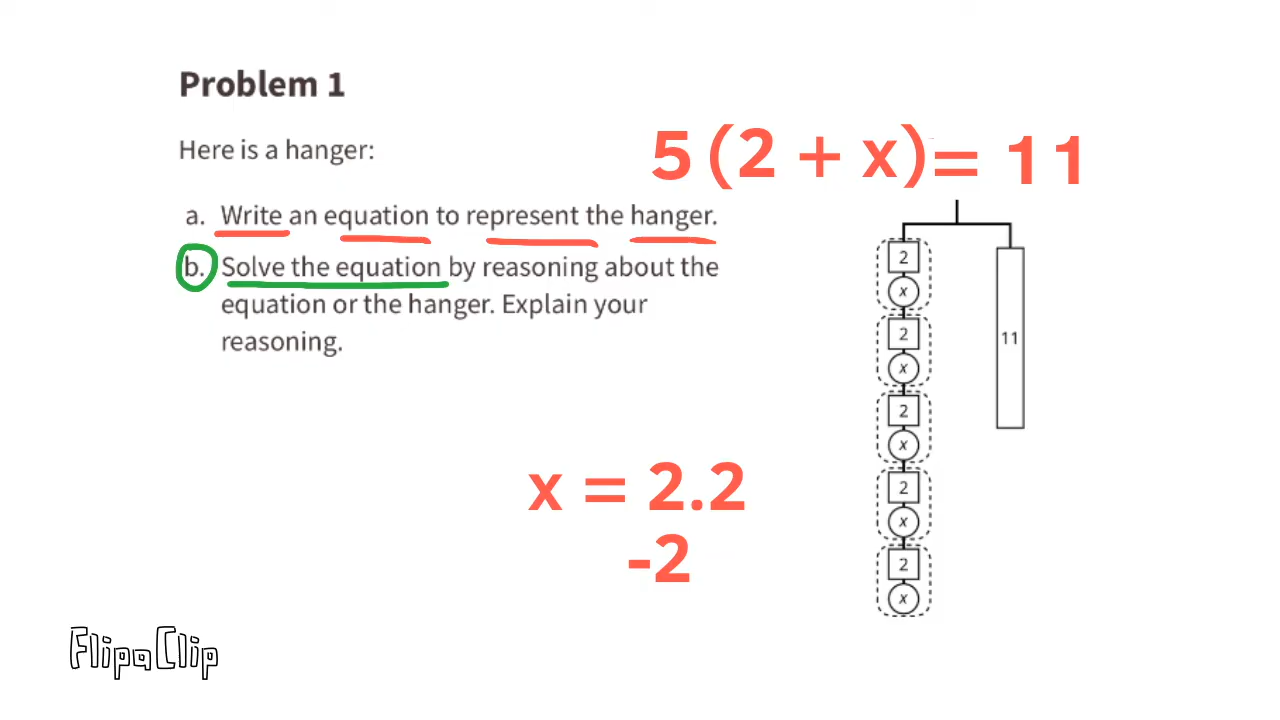 Problem 1
Here is a hanger:
5(2 + x)= 11
a. Write an equation to represent the hanger.
b. Solve the equation by reasoning about the
equation or the hanger. Explain your
reasoning.
2
x
2
x
2
x
2
x
2
x
11
x = 2.2
-2
FlipaClip